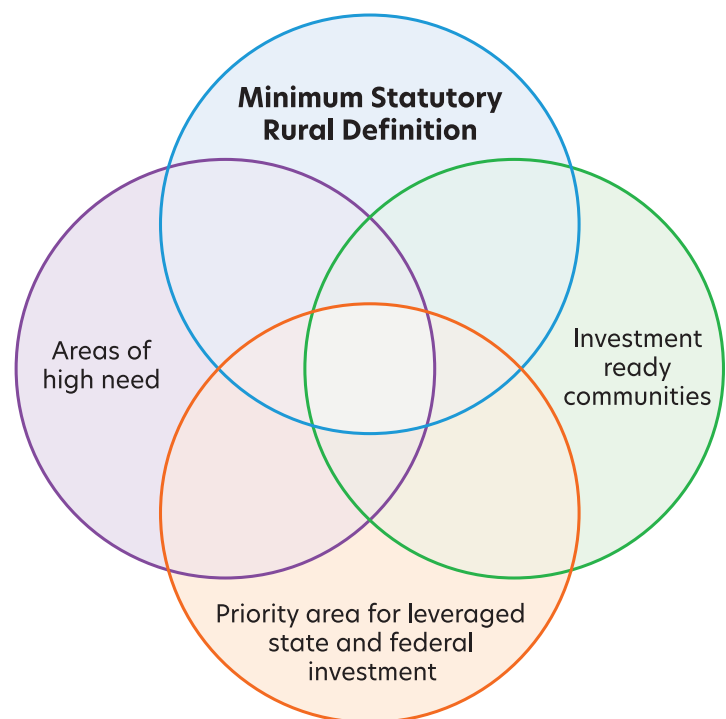 Minimum Statutory
Rural Definition
Areas of
high need
Investment
ready
communities
Priority area for leveraged
state and federal
investment